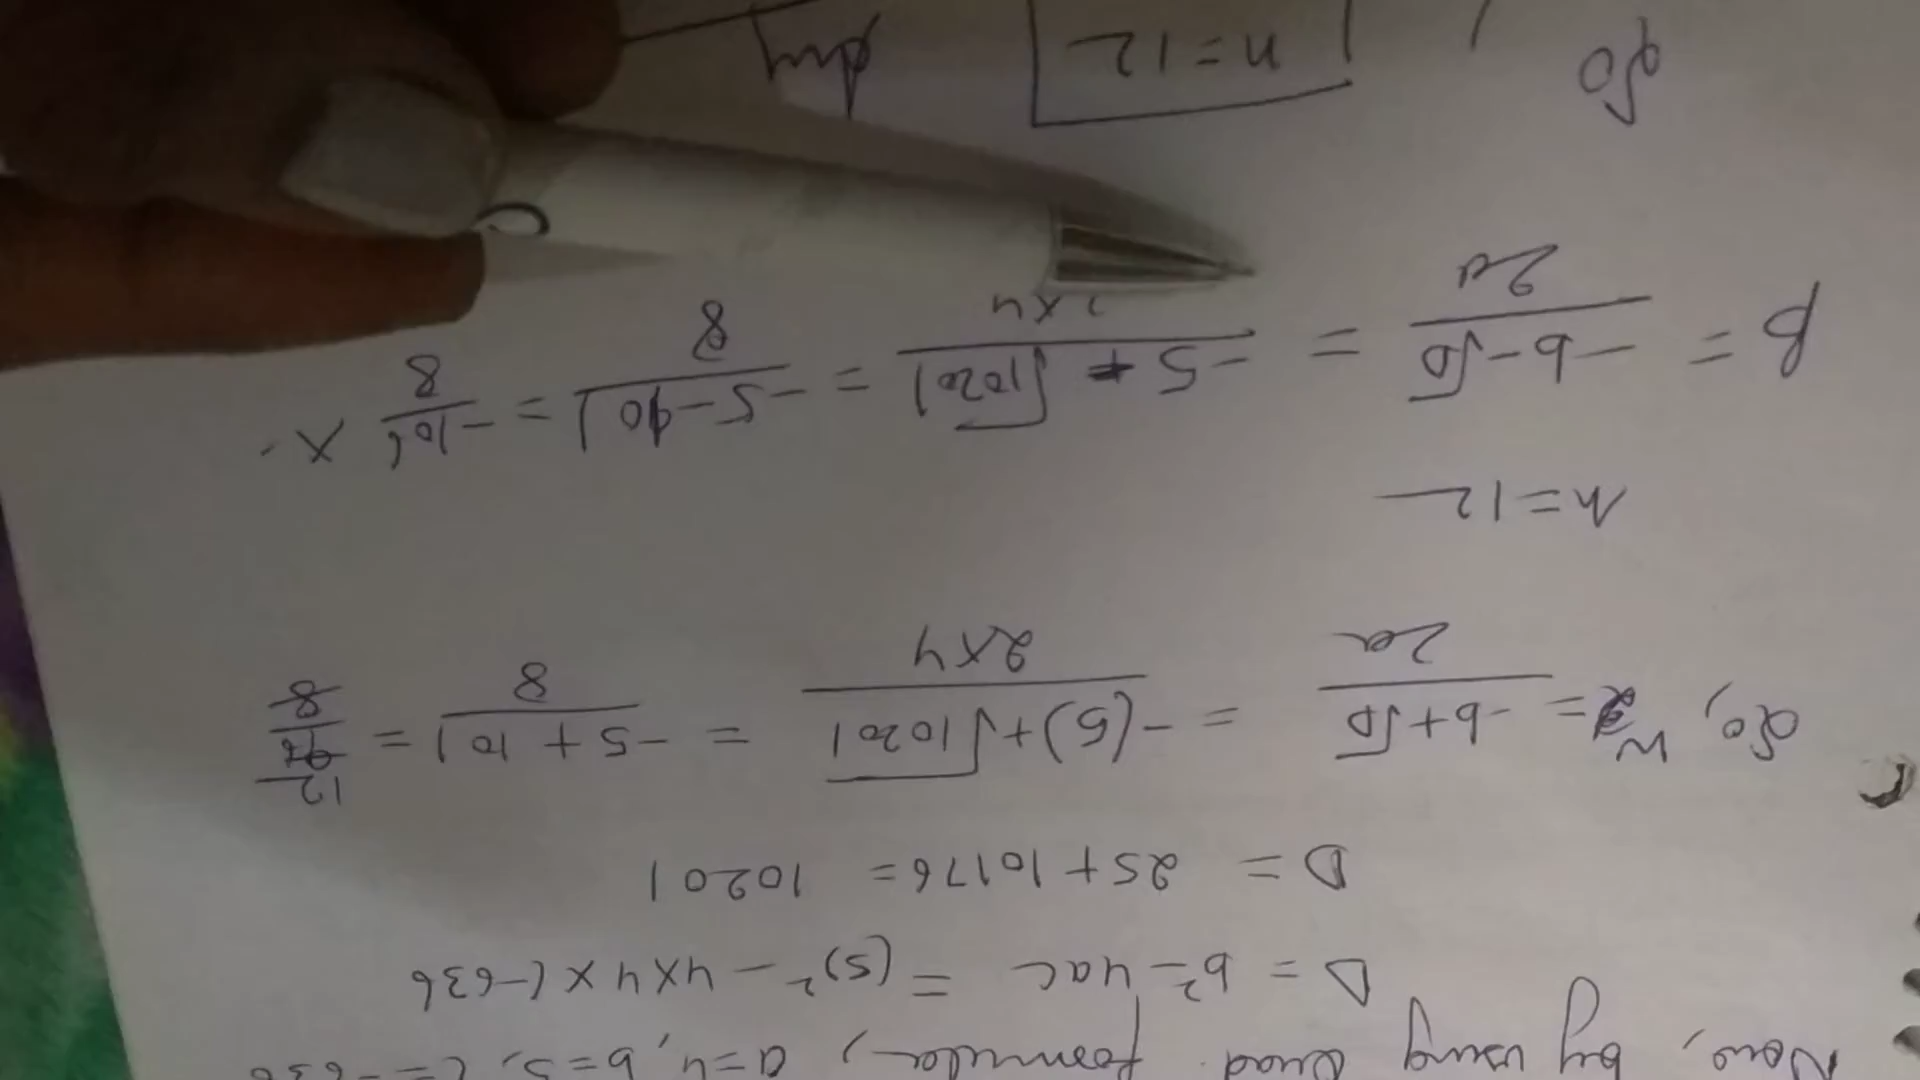 Now, by using Quad. formula, a=4, b=5, c=-636
D = b²-4ac = (5)² - 4×4×(-636
D = 25+10176 = 10201
So, n = -b+√D / 2a = -(5)+√10201 / 2×4 = -5+101 / 8 = 96 / 8 12
n=12
β = -b-√D / 2a = -5-√10201 / 2×4 = -5-101 / 8 = -106 / 8 ×
So, n=12